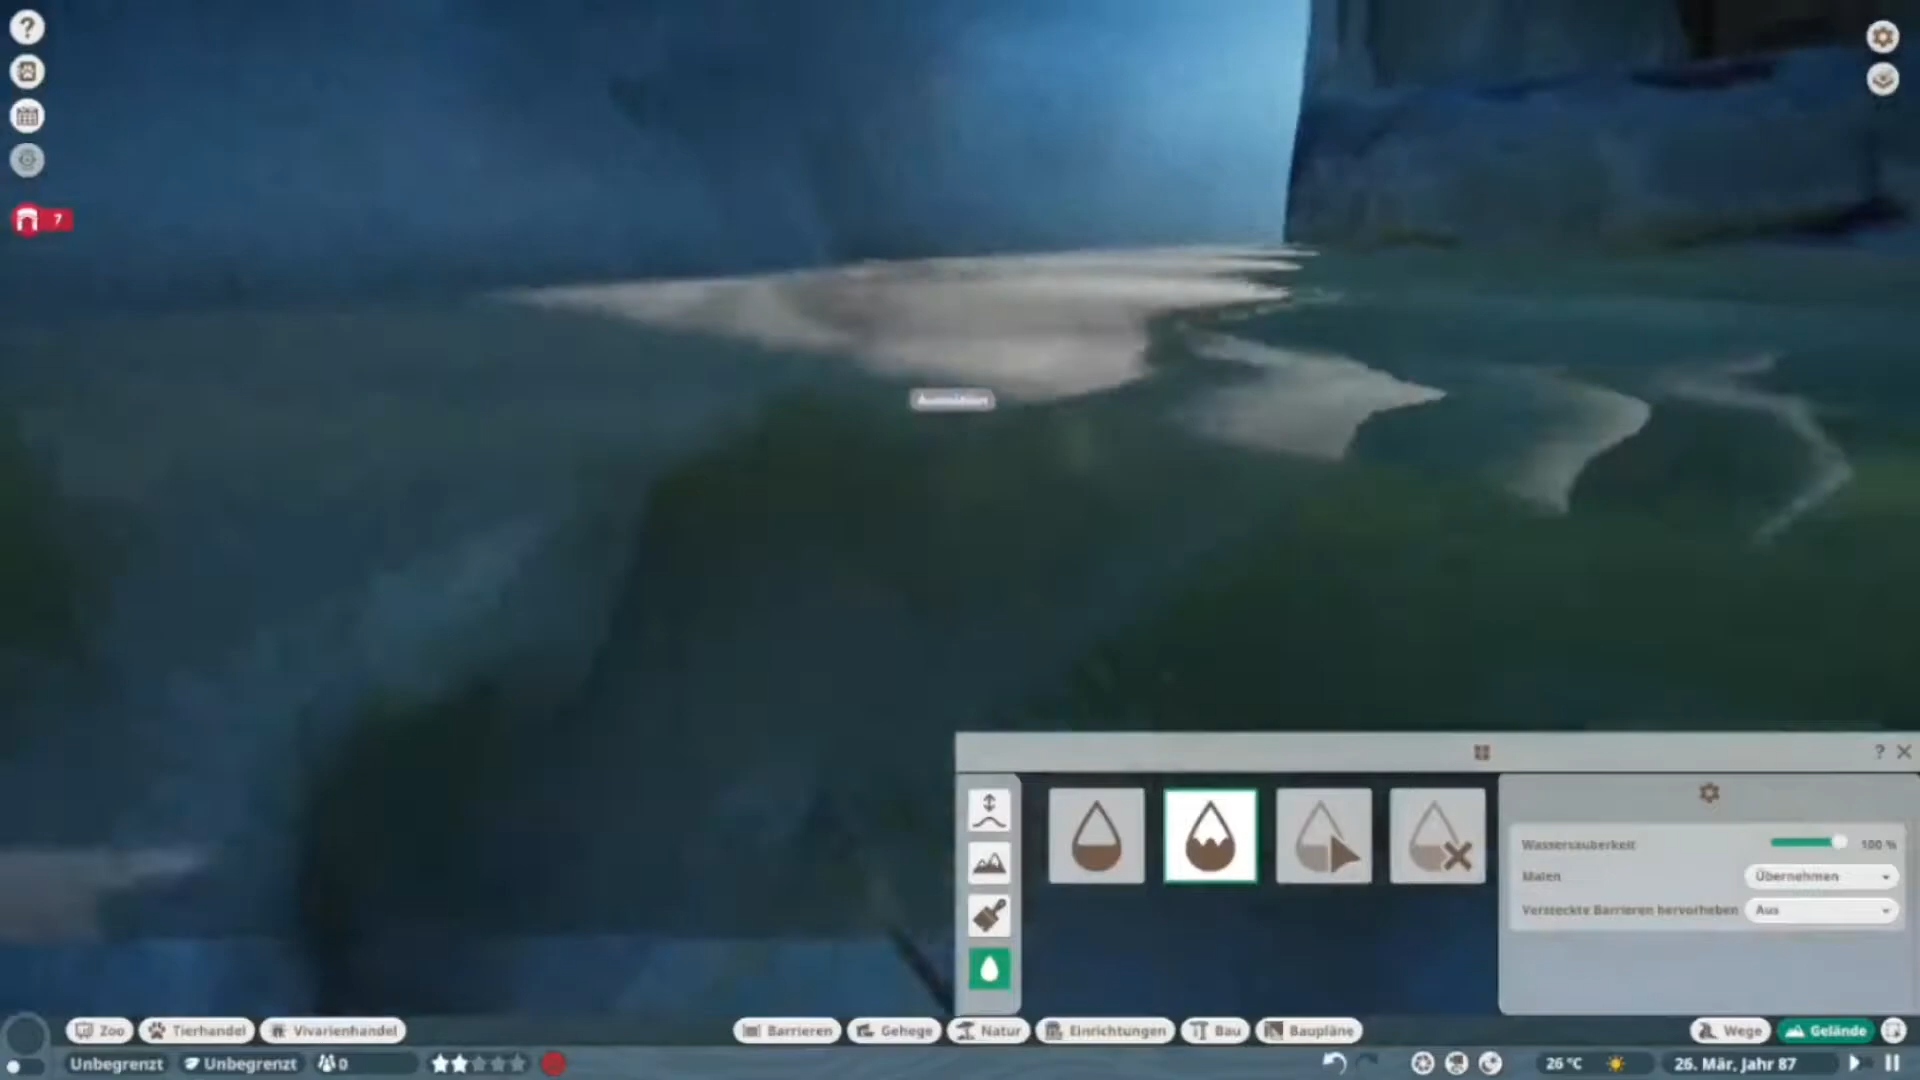 ?
7
? ×
Wassersauberkeit 100 %
Malen Übernehmen
Versteckte Barrieren hervorheben Aus
Zoo Tierhandel Vivarienhandel Barrieren Gehege Natur Einrichtungen Bau Baupläne Wege Gelände
Unbegrenzt Unbegrenzt 0 26 °C 26. Mär, Jahr 87